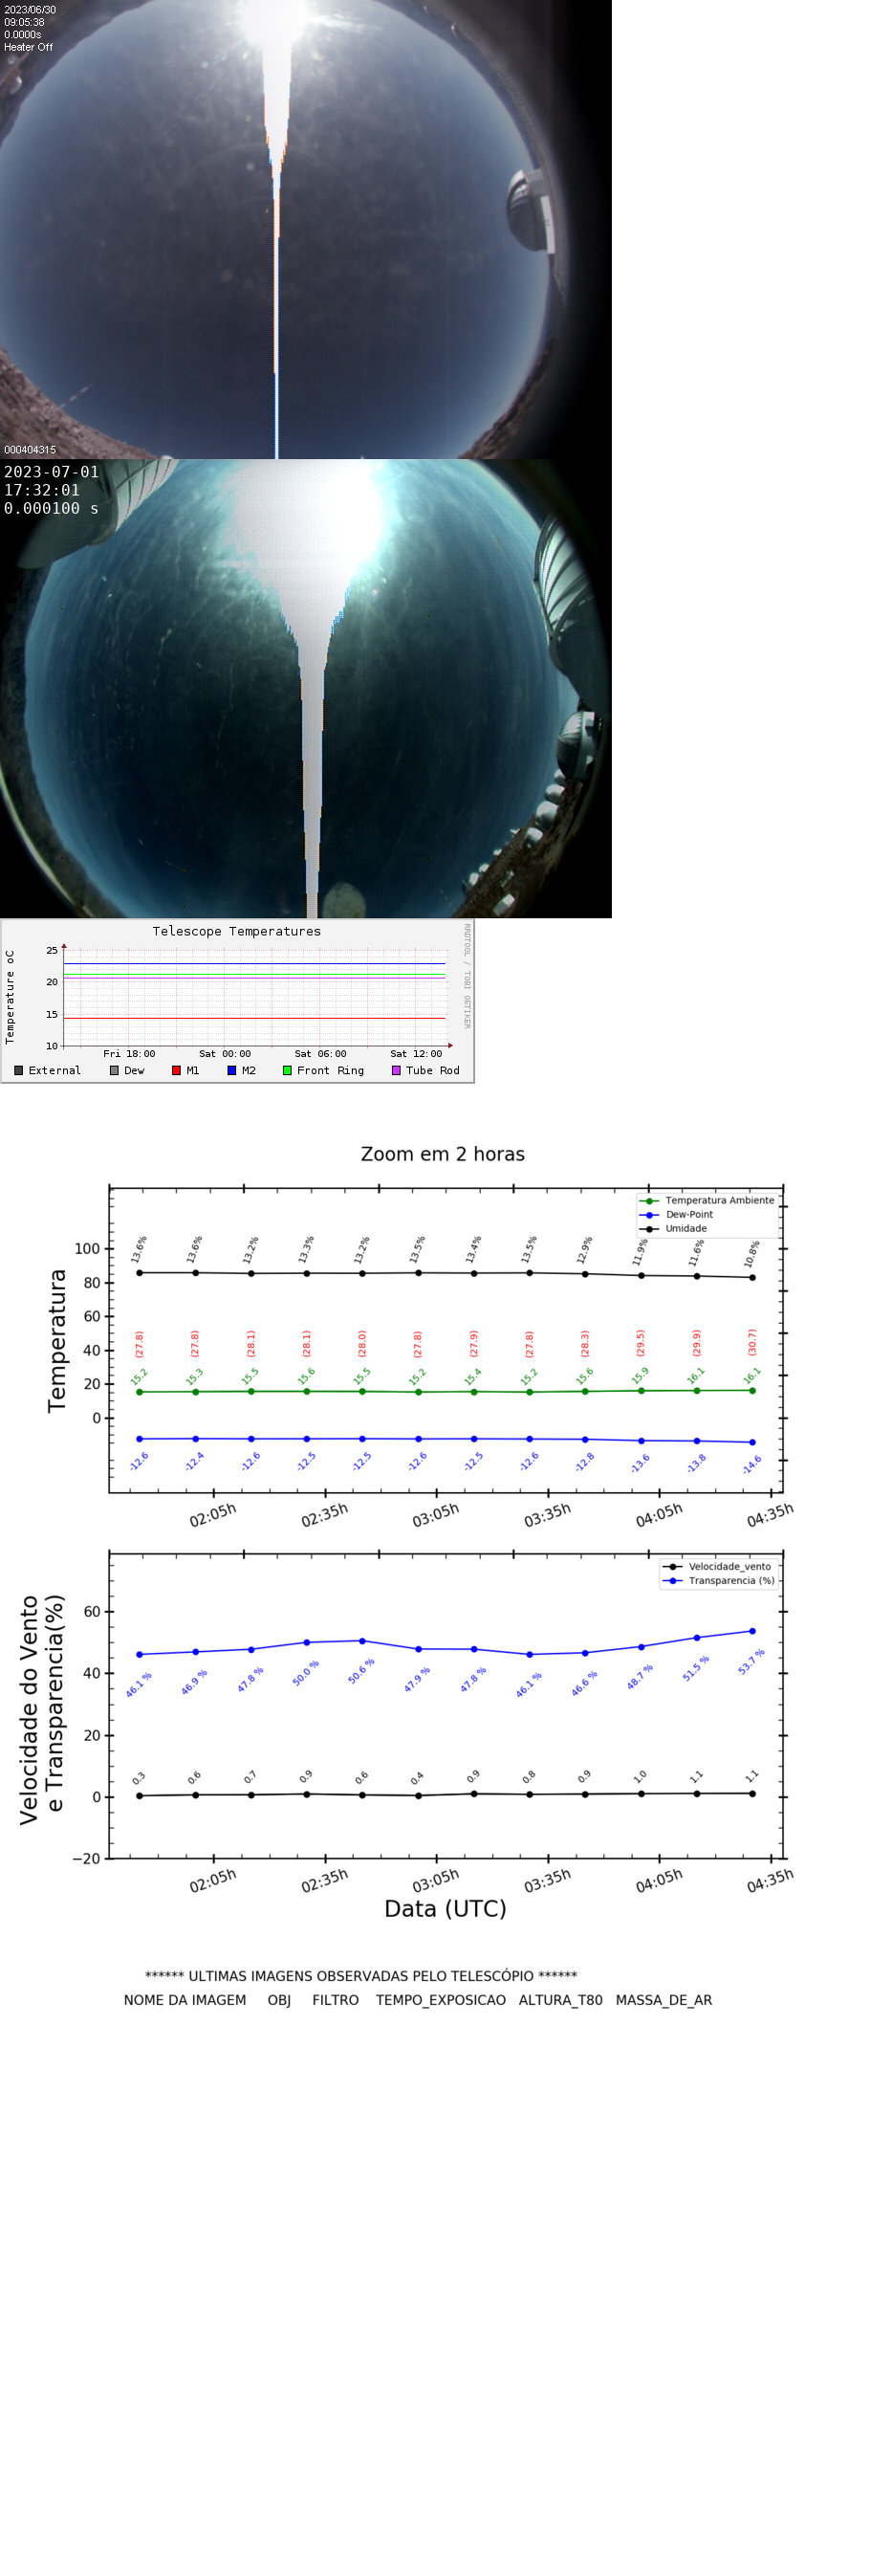 2023/06/30
09:05:38
0.0000s
Heater Off
000404315
2023-07-01
17:32:01
0.000100 s
Telescope Temperatures
RRDTOOL / TOBI OETIKER
Temperature oC
25
20
15
10
Fri 18:00 Sat 00:00 Sat 06:00 Sat 12:00
External Dew M1 M2 Front Ring Tube Rod
Zoom em 2 horas
Temperatura Ambiente
Dew-Point
Umidade
Temperatura
100
80
60
40
20
0
13.6% 13.6% 13.2% 13.3% 13.2% 13.5% 13.4% 13.5% 12.9% 11.9% 11.6% 10.8%
(27.8) (27.8) (28.1) (28.1) (28.0) (27.8) (27.9) (27.8) (28.3) (29.5) (29.9) (30.7)
15.2 15.3 15.5 15.6 15.5 15.2 15.4 15.2 15.6 15.9 16.1 16.1
-12.6 -12.4 -12.6 -12.5 -12.5 -12.6 -12.5 -12.6 -12.8 -13.6 -13.8 -14.6
02:05h 02:35h 03:05h 03:35h 04:05h 04:35h
Velocidade_vento
Transparencia (%)
Velocidade do Vento
e Transparencia(%)
60
40
20
0
−20
46.1 % 46.9 % 47.8 % 50.0 % 50.6 % 47.9 % 47.8 % 46.1 % 46.6 % 48.7 % 51.5 % 53.7 %
0.3 0.6 0.7 0.9 0.6 0.4 0.9 0.8 0.9 1.0 1.1 1.1
02:05h 02:35h 03:05h 03:35h 04:05h 04:35h
Data (UTC)
****** ULTIMAS IMAGENS OBSERVADAS PELO TELESCÓPIO ******
NOME DA IMAGEM OBJ FILTRO TEMPO_EXPOSICAO ALTURA_T80 MASSA_DE_AR